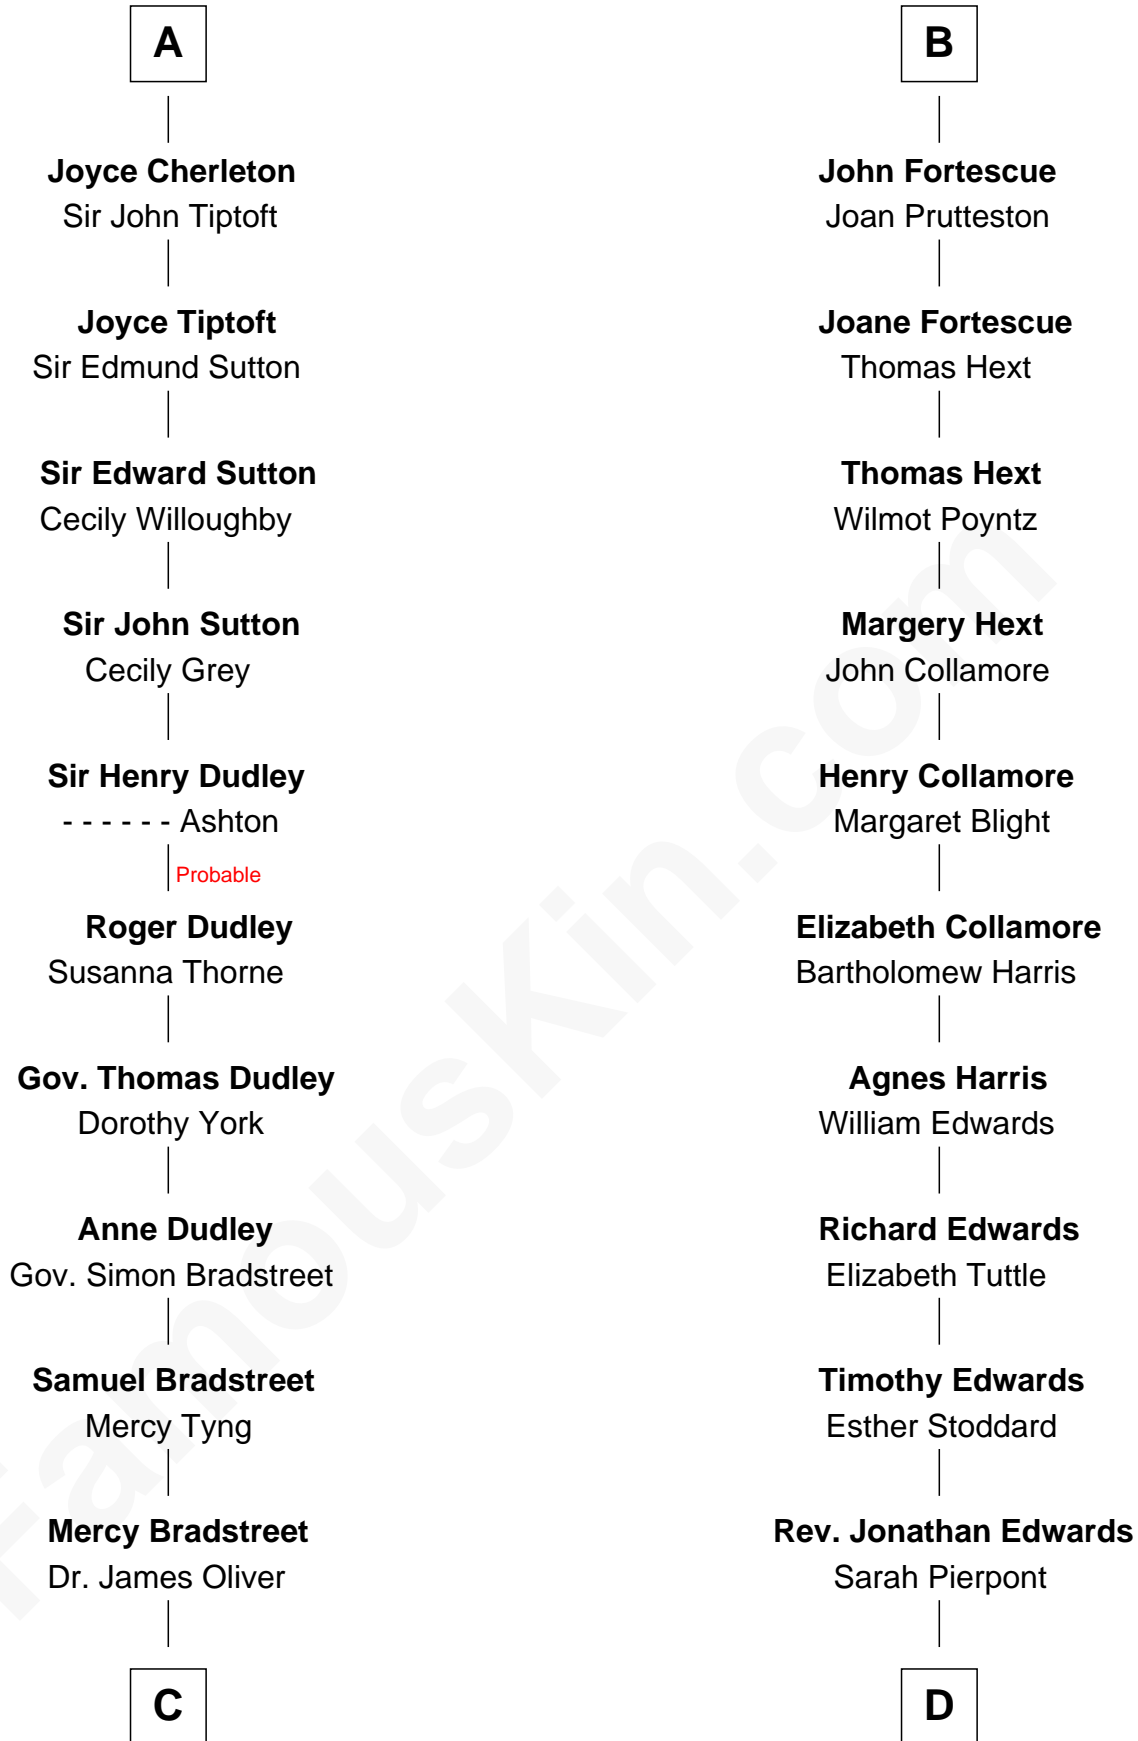 A
Joyce Cherleton
Sir John Tiptoft
Joyce Tiptoft
Sir Edmund Sutton
Sir Edward Sutton
Cecily Willoughby
Sir John Sutton
Cecily Grey
Sir Henry Dudley
- - - - - - Ashton
Probable
Roger Dudley
Susanna Thorne
Gov. Thomas Dudley
Dorothy York
Anne Dudley
Gov. Simon Bradstreet
Samuel Bradstreet
Mercy Tyng
Mercy Bradstreet
Dr. James Oliver
C
B
John Fortescue
Joan Prutteston
Joane Fortescue
Thomas Hext
Thomas Hext
Wilmot Poyntz
Margery Hext
John Collamore
Henry Collamore
Margaret Blight
Elizabeth Collamore
Bartholomew Harris
Agnes Harris
William Edwards
Richard Edwards
Elizabeth Tuttle
Timothy Edwards
Esther Stoddard
Rev. Jonathan Edwards
Sarah Pierpont
D
FamousKin.com